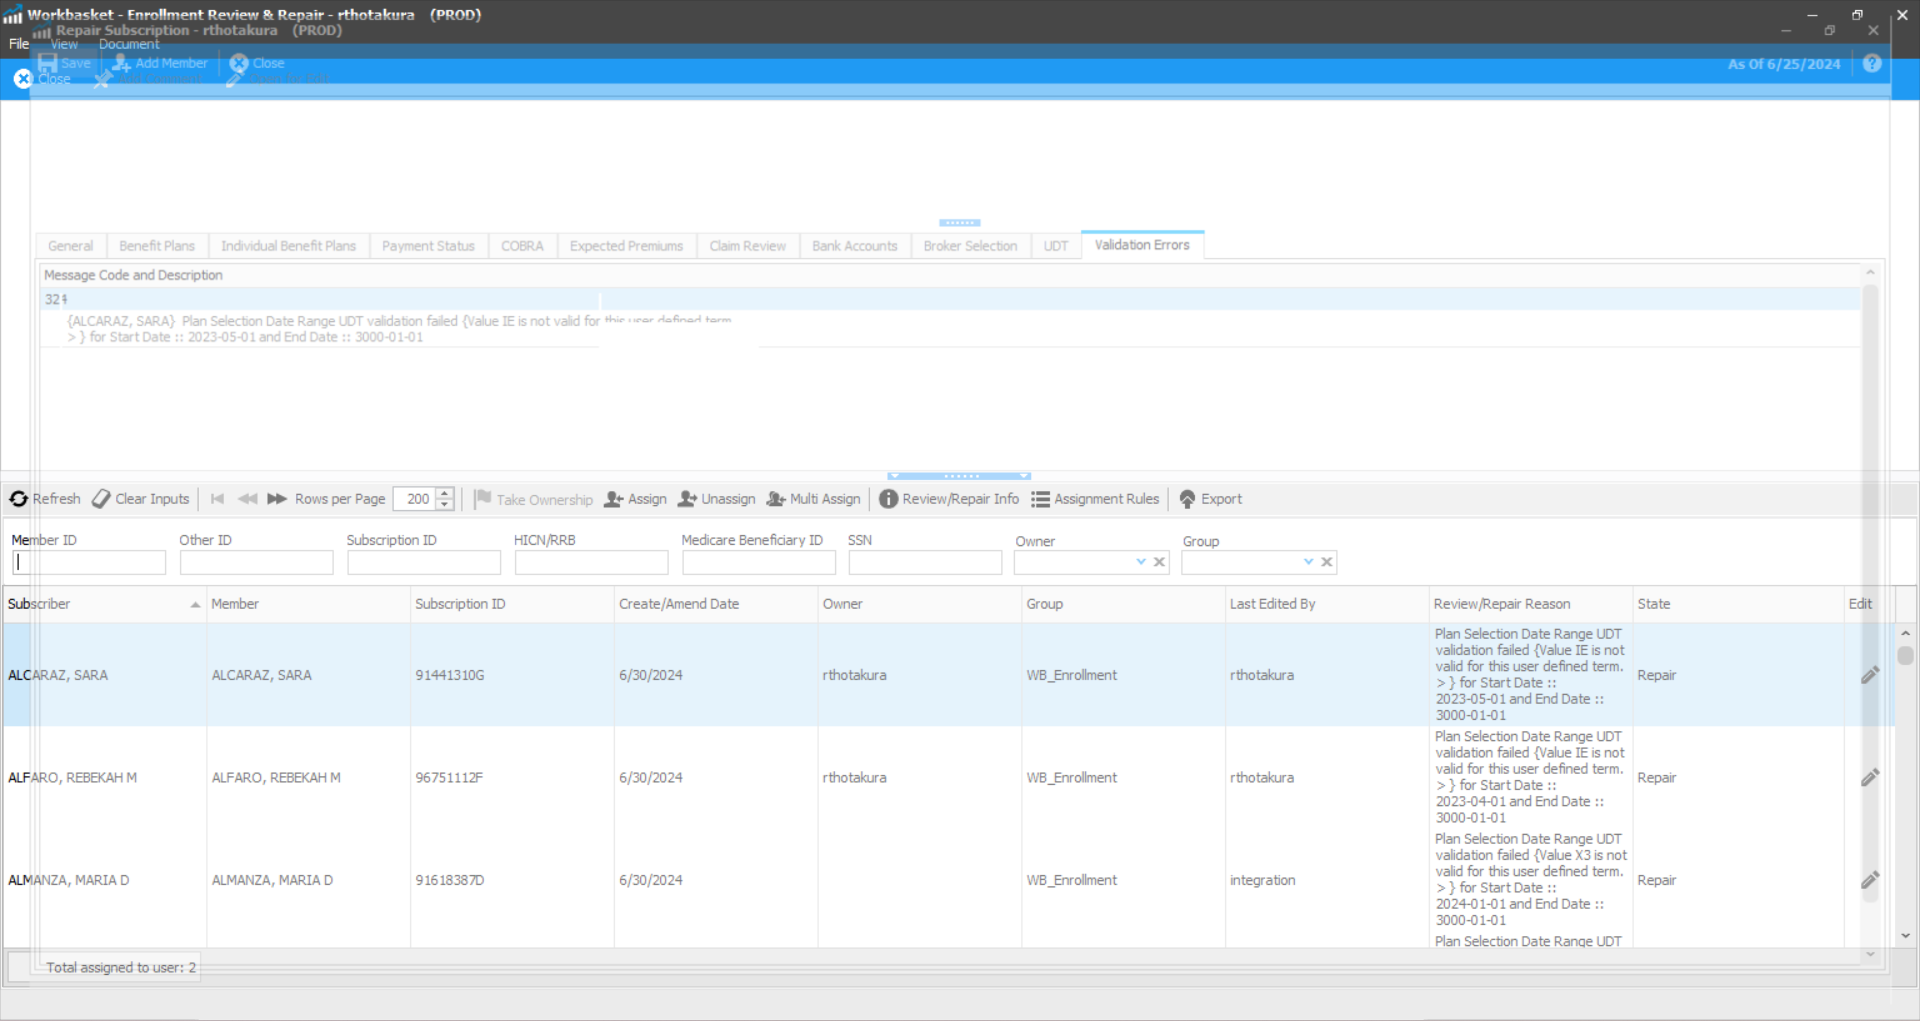 Workbasket - Enrollment Review & Repair - rthotakura (PROD)
Repair Subscription - rthotakura (PROD)
File View Document
Save Add Member Close
As Of 6/25/2024
Close
General Benefit Plans Individual Benefit Plans Payment Status COBRA Expected Premiums Claim Review Bank Accounts Broker Selection UDT Validation Errors
Message Code and Description
{ALCARAZ, SARA} Plan Selection Date Range UDT validation failed {Value IE is not valid for this user defined term.
> } for Start Date :: 2023-05-01 and End Date :: 3000-01-01
Refresh Clear Inputs Rows per Page 200 Take Ownership Assign Unassign Multi Assign Review/Repair Info Assignment Rules Export
Member ID Other ID Subscription ID HICN/RRB Medicare Beneficiary ID SSN Owner Group
Subscriber Member Subscription ID Create/Amend Date Owner Group Last Edited By Review/Repair Reason State Edit
Plan Selection Date Range UDT
validation failed {Value IE is not
valid for this user defined term.
ALCARAZ, SARA ALCARAZ, SARA 91441310G 6/30/2024 rthotakura WB_Enrollment rthotakura > } for Start Date :: Repair
2023-05-01 and End Date ::
3000-01-01
Plan Selection Date Range UDT
validation failed {Value IE is not
valid for this user defined term.
ALFARO, REBEKAH M ALFARO, REBEKAH M 96751112F 6/30/2024 rthotakura WB_Enrollment rthotakura > } for Start Date :: Repair
2023-04-01 and End Date ::
3000-01-01
Plan Selection Date Range UDT
validation failed {Value X3 is not
valid for this user defined term.
ALMANZA, MARIA D ALMANZA, MARIA D 91618387D 6/30/2024 WB_Enrollment integration > } for Start Date :: Repair
2024-01-01 and End Date ::
3000-01-01
Plan Selection Date Range UDT
Total assigned to user: 2